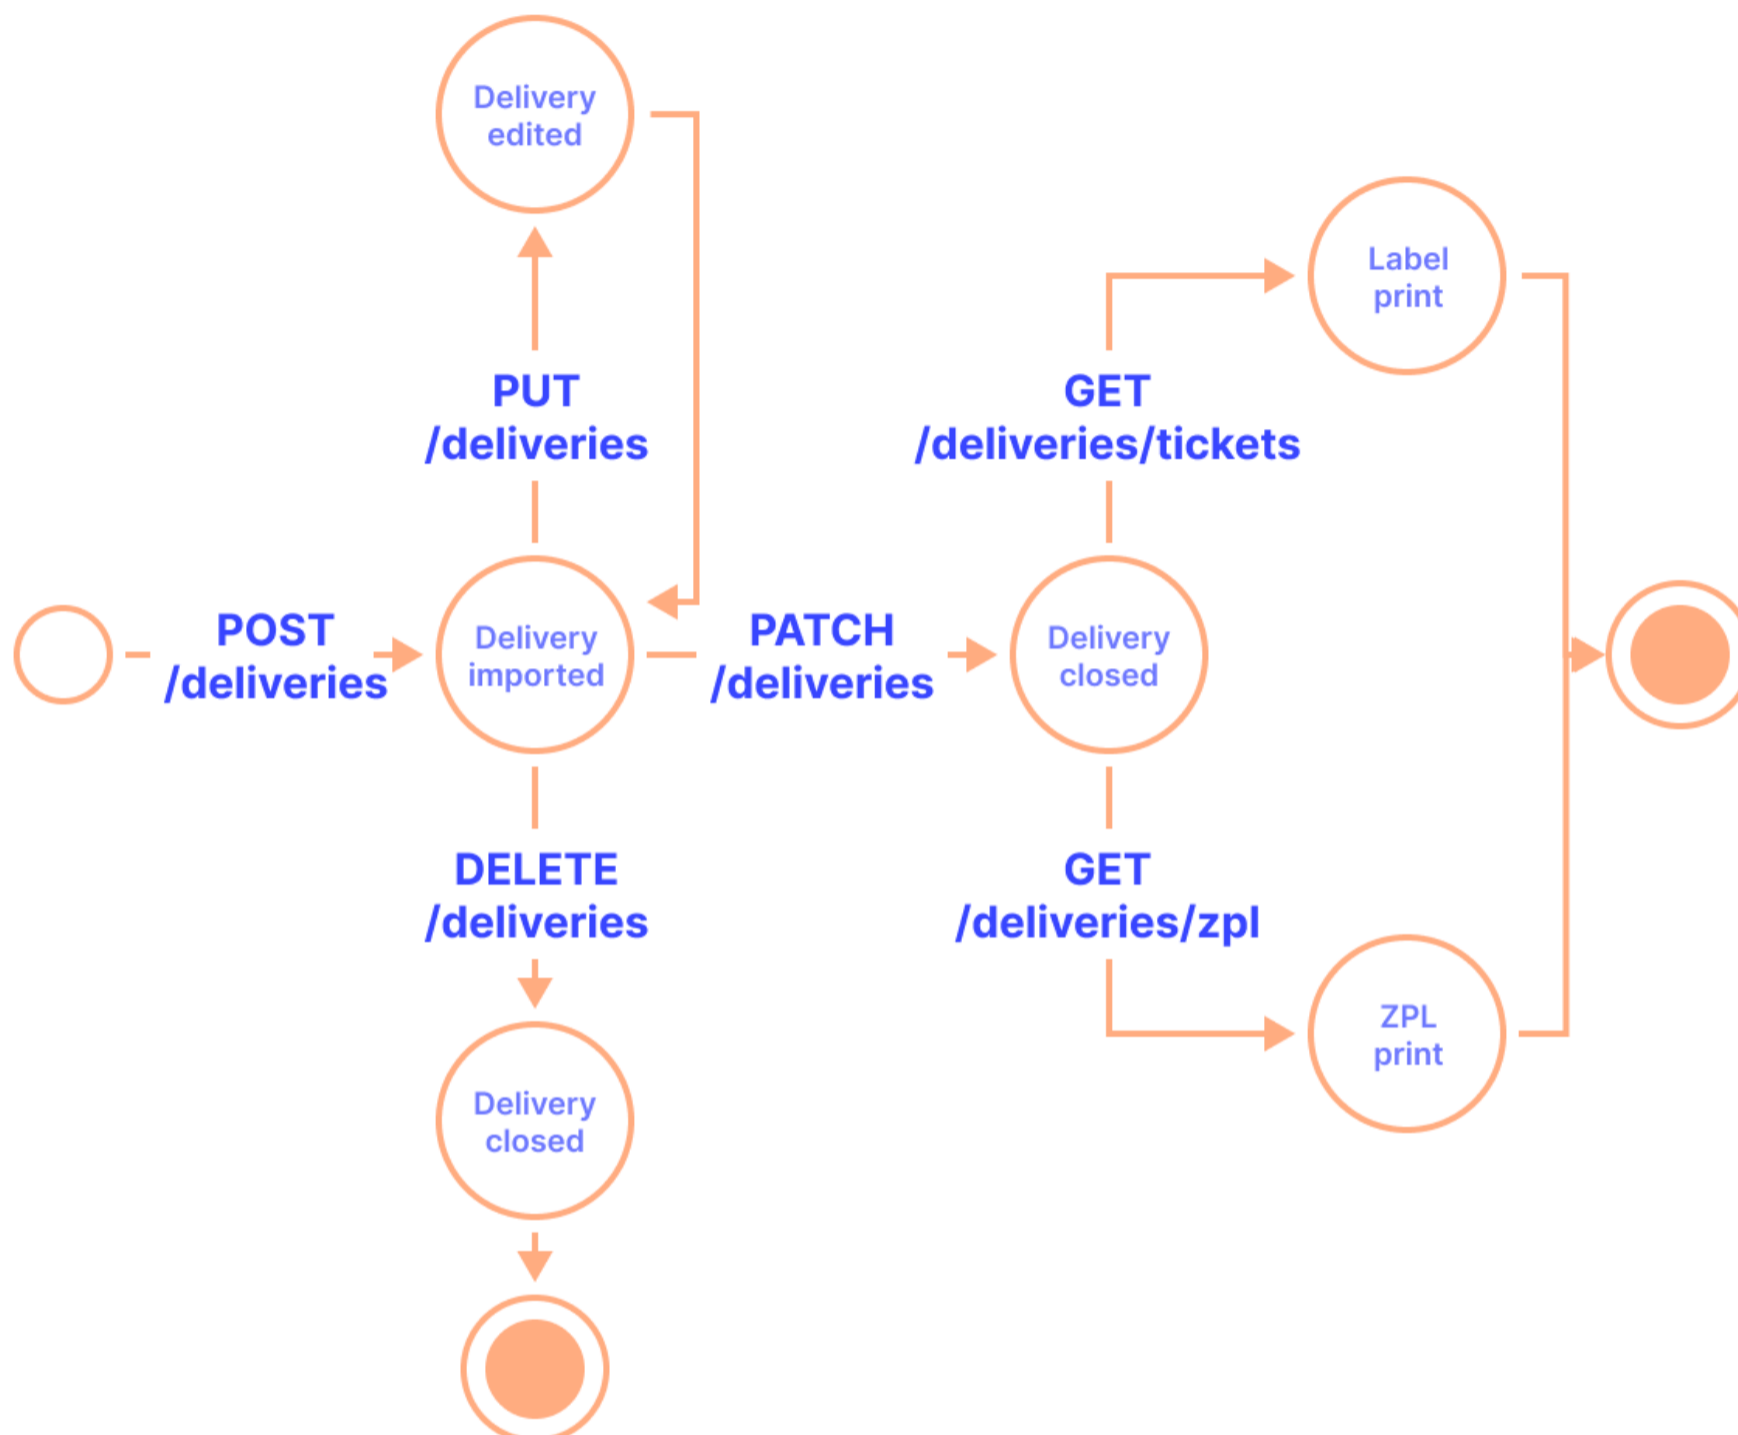 Delivery
edited
PUT
/deliveries
POST
/deliveries
Delivery
imported
PATCH
/deliveries
Delivery
closed
GET
/deliveries/tickets
Label
print
GET
/deliveries/zpl
ZPL
print
DELETE
/deliveries
Delivery
closed